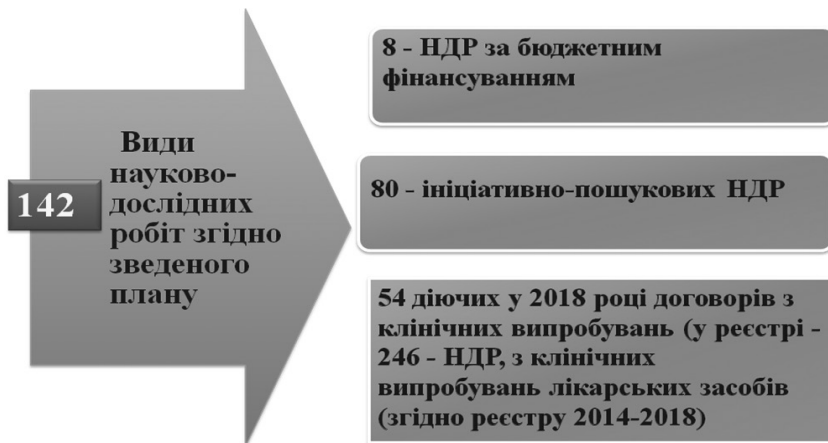 142
Види
науково-
дослідних
робіт згідно
зведеного
плану
8 - НДР за бюджетним
фінансуванням
80 - ініціативно-пошукових НДР
54 діючих у 2018 році договорів з
клінічних випробувань (у реєстрі -
246 - НДР, з клінічних
випробувань лікарських засобів
(згідно реєстру 2014-2018)